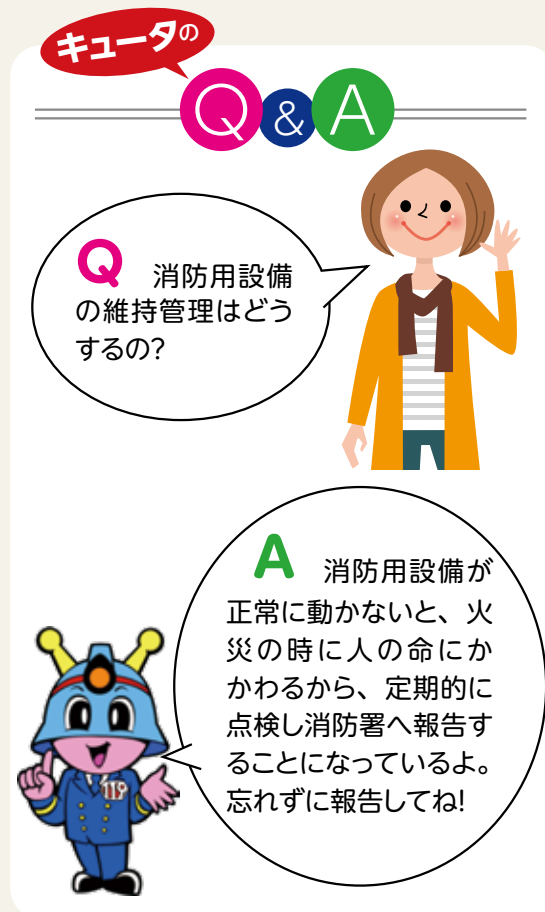 キュータの
Q&A
Q 消防用設備
の維持管理はどう
するの?
A 消防用設備が
正常に動かないと、火
災の時に人の命にか
かわるから、定期的に
点検し消防署へ報告す
ることになっているよ。
忘れずに報告してね!
119